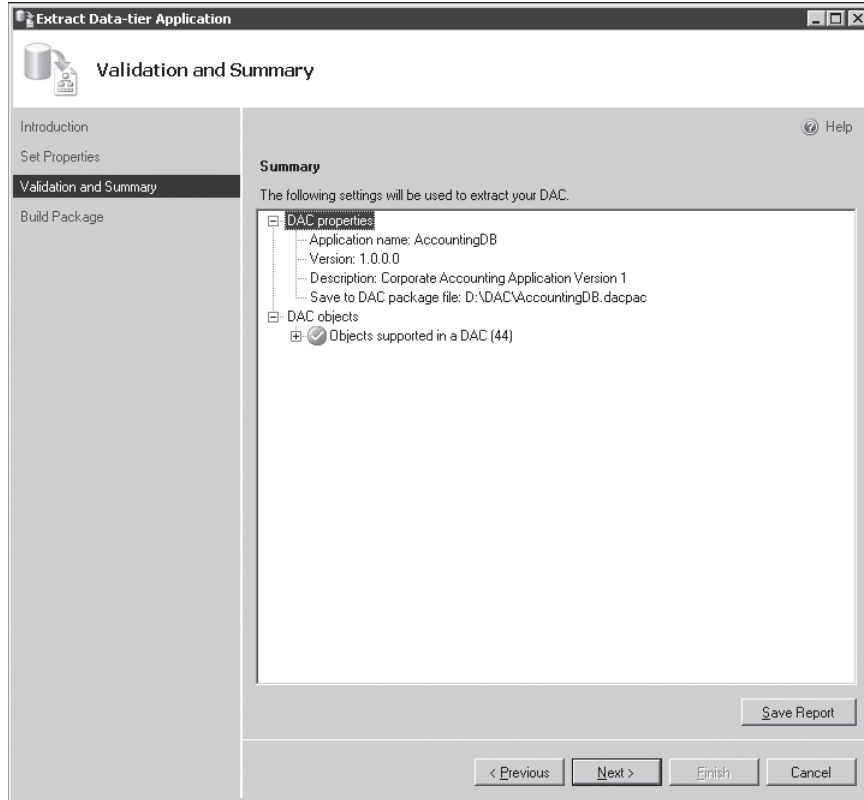 Extract Data-tier Application
Validation and Summary
Introduction
Set Properties
Validation and Summary
Build Package
Help
Summary
The following settings will be used to extract your DAC.
DAC properties
Application name: AccountingDB
Version: 1.0.0.0
Description: Corporate Accounting Application Version 1
Save to DAC package file: D:\DAC\AccountingDB.dacpac
DAC objects
Objects supported in a DAC (44)
Save Report
< Previous
Next >
Finish
Cancel